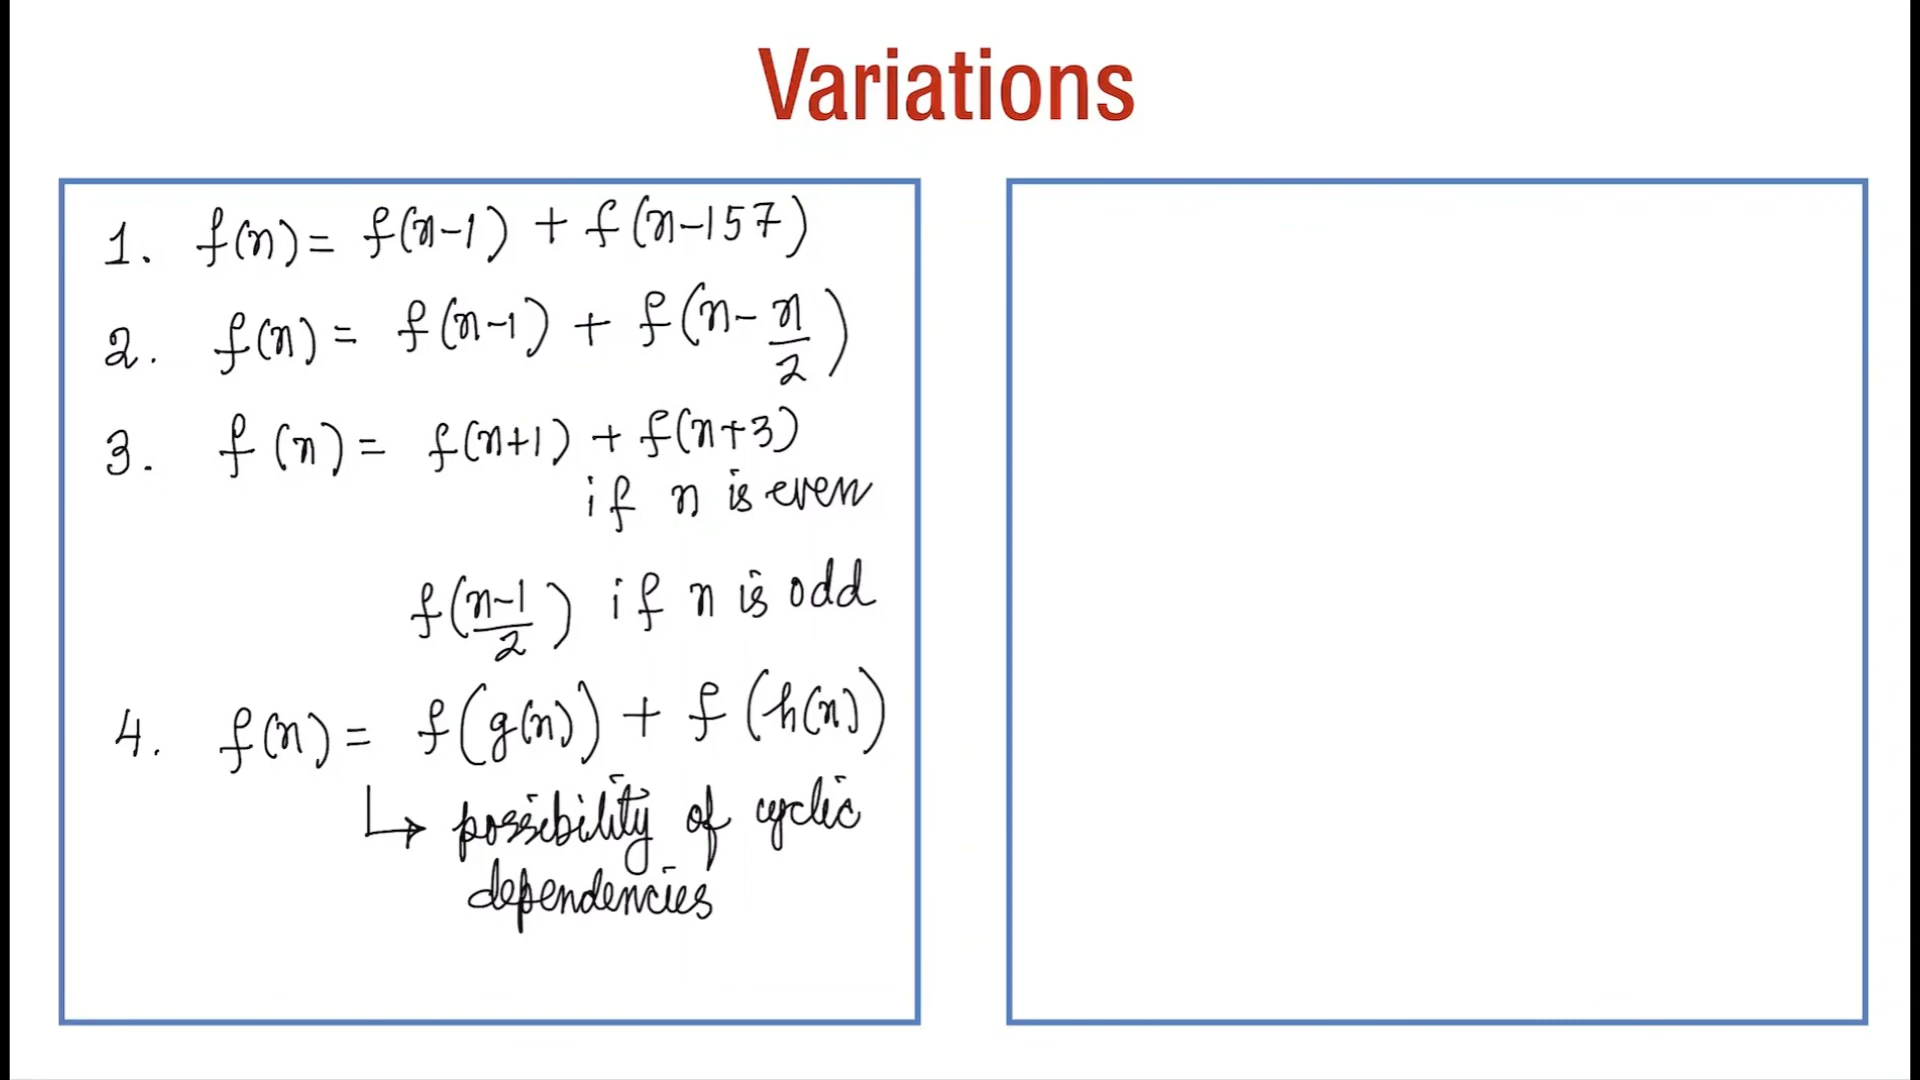 Variations
1. f(n) = f(n-1) + f(n-157)
2. f(n) = f(n-1) + f(n - n/2)
3. f(n) = f(n+1) + f(n+3)
if n is even
f(n-1/2) if n is odd
4. f(n) = f(g(n)) + f(h(n))
↳ possibility of cyclic
dependencies